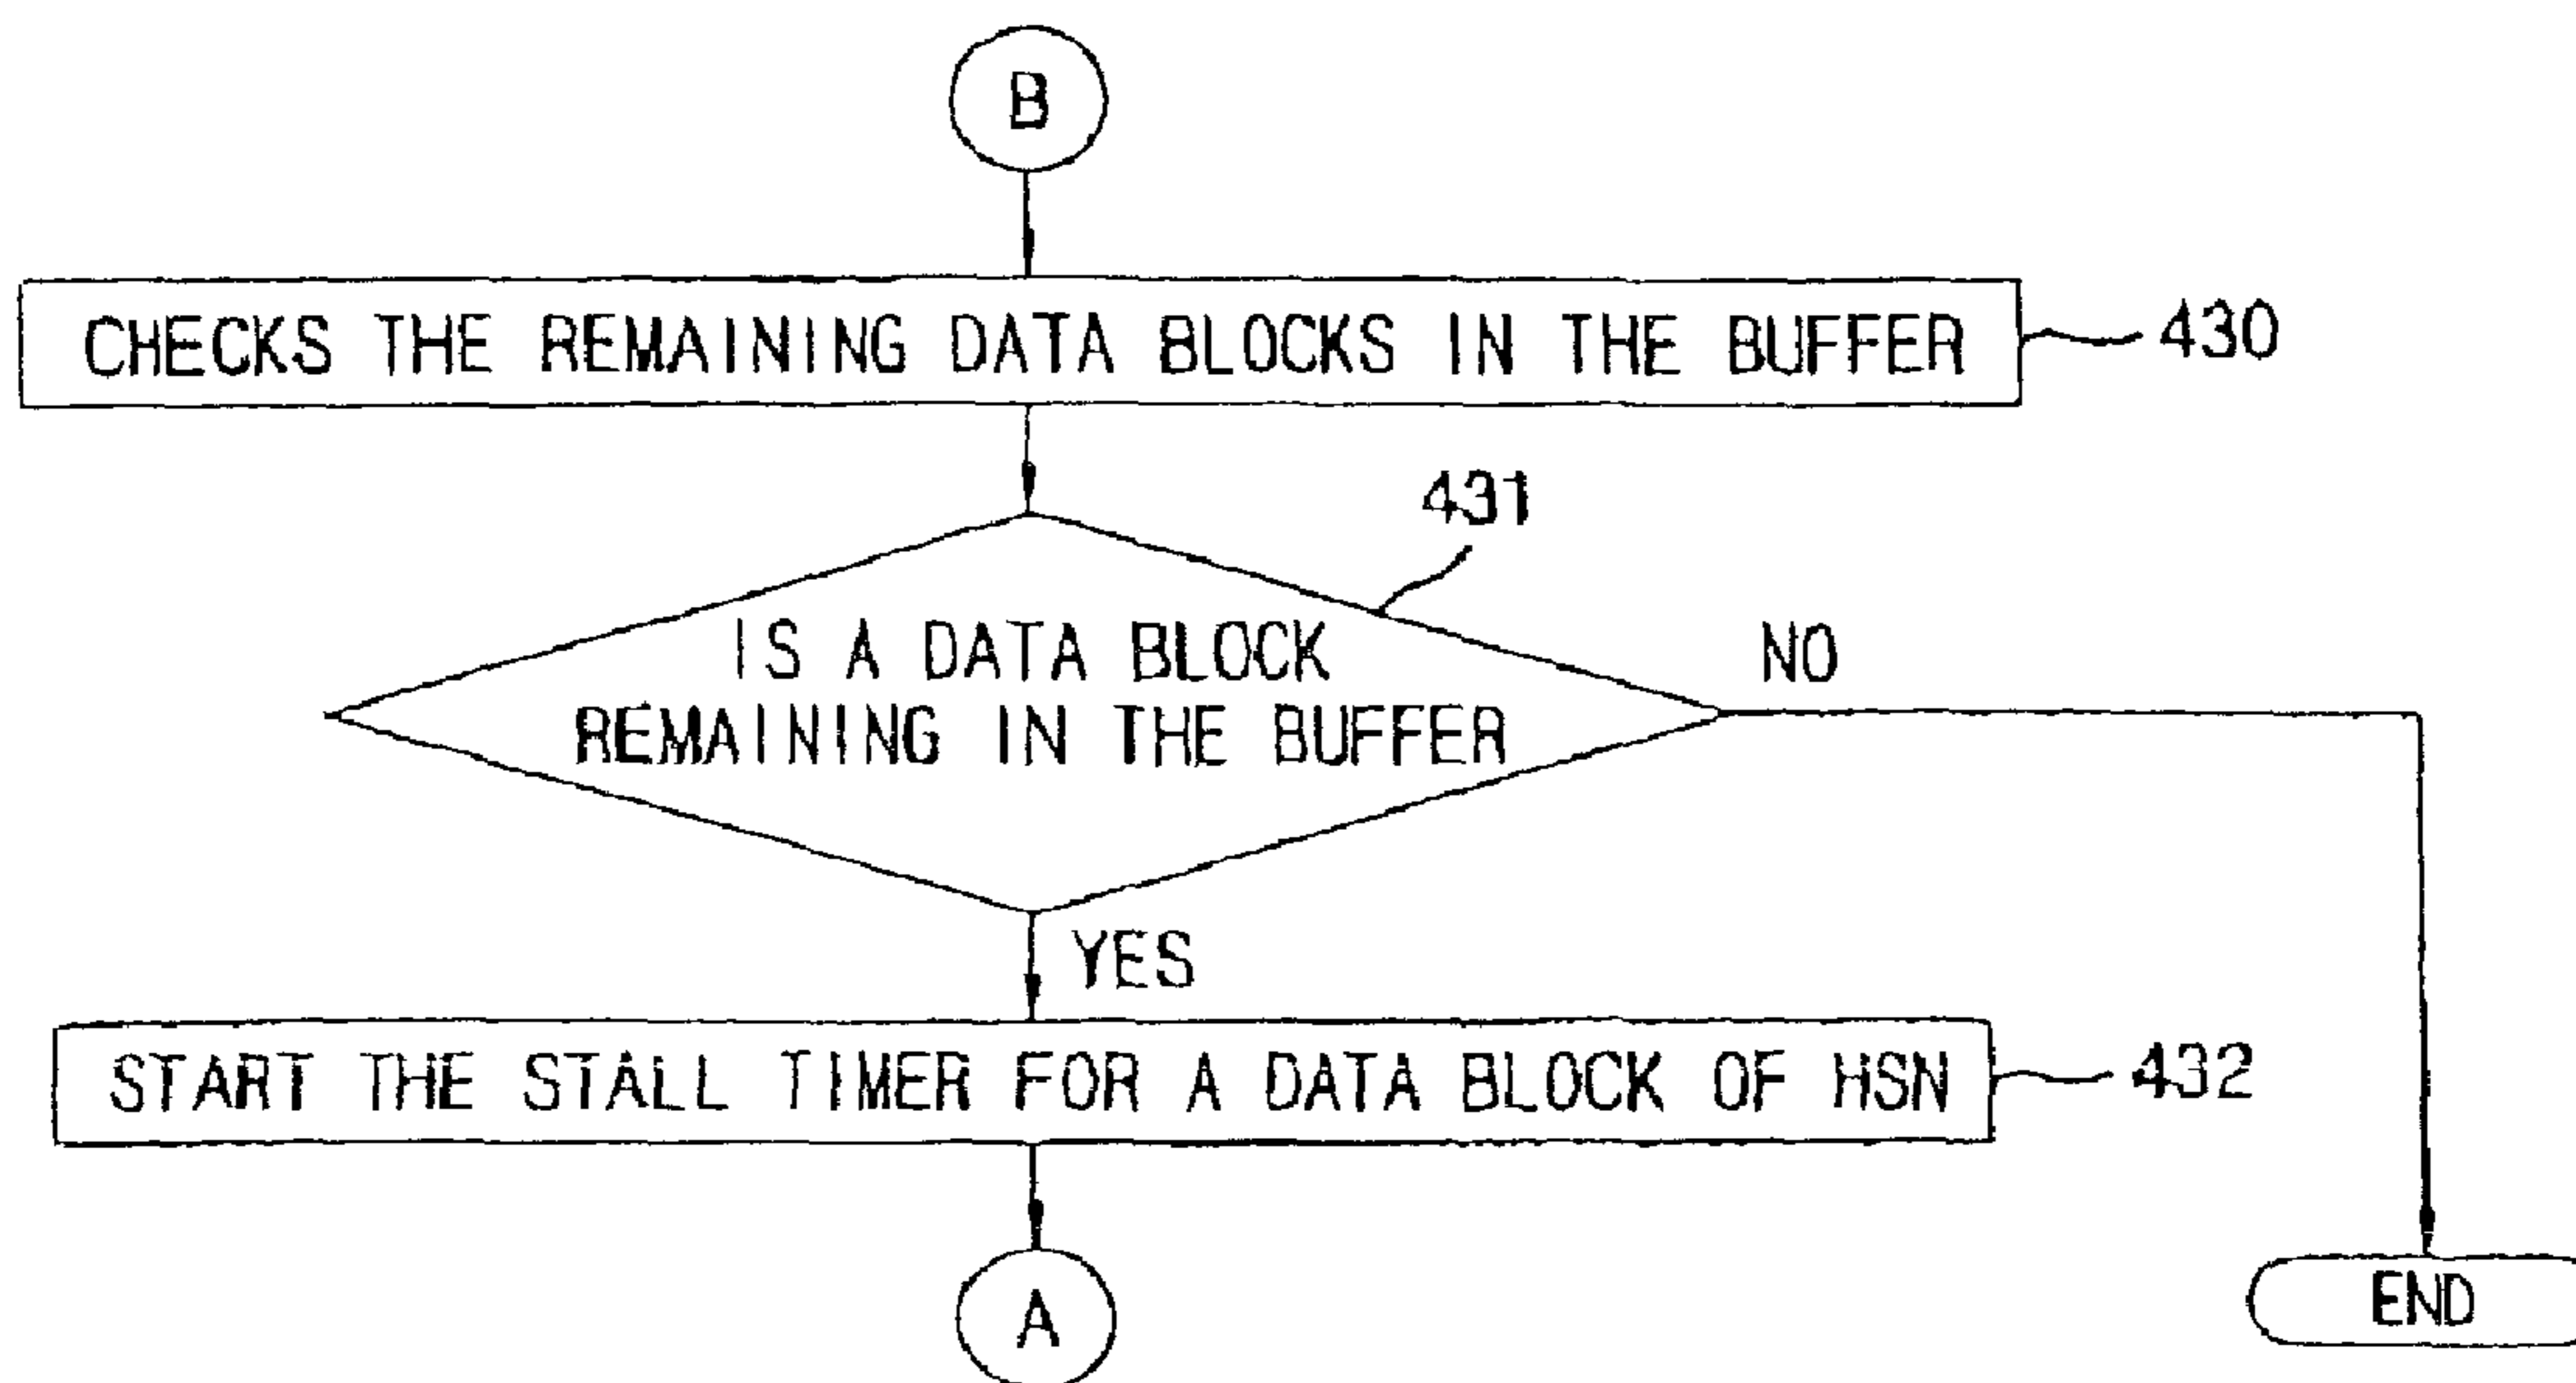 B
CHECKS THE REMAINING DATA BLOCKS IN THE BUFFER
430
431
IS A DATA BLOCK
REMAINING IN THE BUFFER
NO
YES
START THE STALL TIMER FOR A DATA BLOCK OF HSN
432
A
END